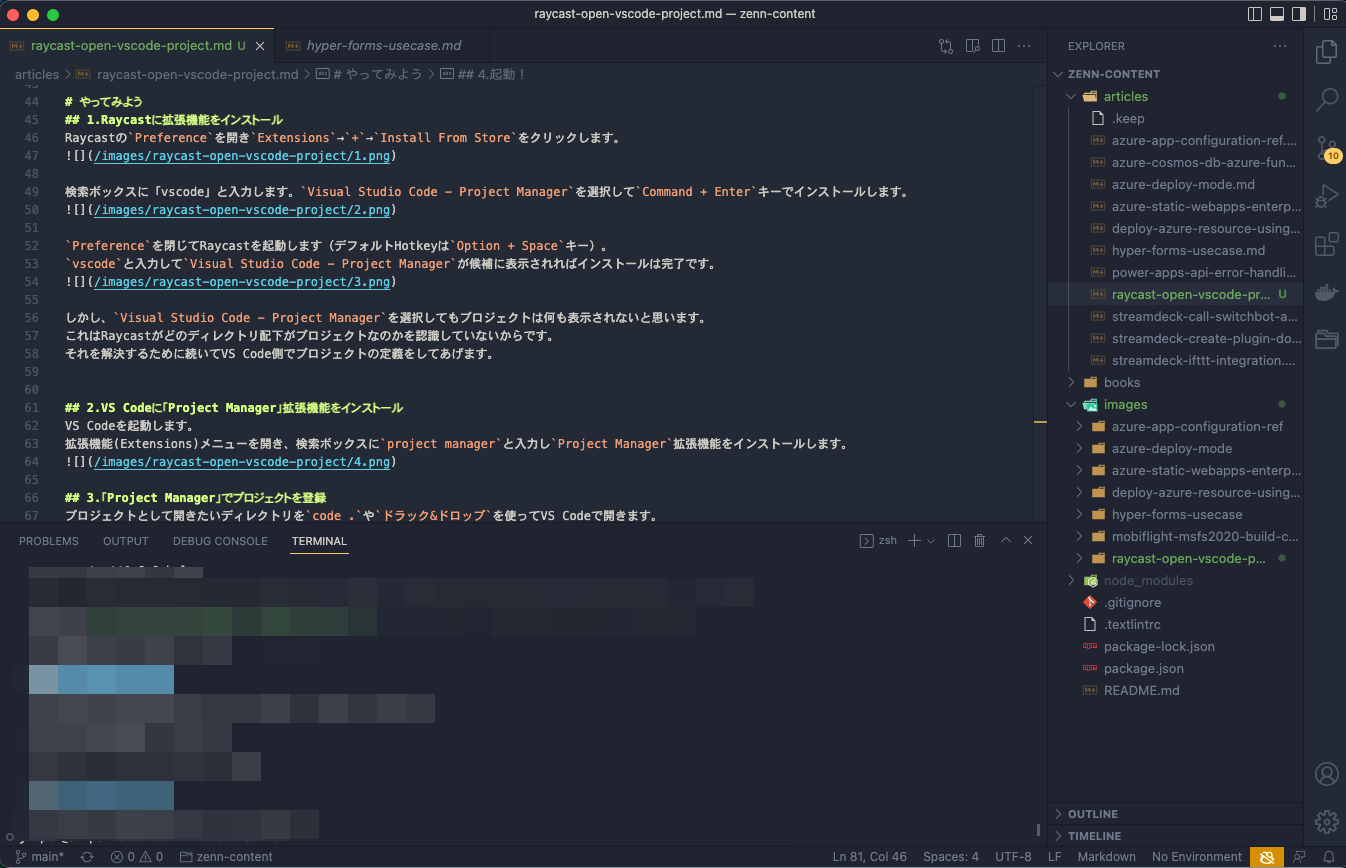 raycast-open-vscode-project.md — zenn-content
raycast-open-vscode-project.md U
hyper-forms-usecase.md
articles > raycast-open-vscode-project.md > # やってみよう > ## 4.起動！
44 # やってみよう
45 ## 1.Raycastに拡張機能をインストール
46 Raycastの`Preference`を開き`Extensions`→`+`→`Install From Store`をクリックします。
47 ![](/images/raycast-open-vscode-project/1.png)
48
49 検索ボックスに「vscode」と入力します。`Visual Studio Code - Project Manager`を選択して`Command + Enter`キーでインストールします。
50 ![](/images/raycast-open-vscode-project/2.png)
51
52 `Preference`を閉じてRaycastを起動します（デフォルトHotkeyは`Option + Space`キー）。
53 `vscode`と入力して`Visual Studio Code - Project Manager`が候補に表示されればインストールは完了です。
54 ![](/images/raycast-open-vscode-project/3.png)
55
56 しかし、`Visual Studio Code - Project Manager`を選択してもプロジェクトは何も表示されないと思います。
57 これはRaycastがどのディレクトリ配下がプロジェクトなのかを認識していないからです。
58 それを解決するために続いてVS Code側でプロジェクトの定義をしてあげます。
59
60
61 ## 2.VS Codeに「Project Manager」拡張機能をインストール
62 VS Codeを起動します。
63 拡張機能(Extensions)メニューを開き、検索ボックスに`project manager`と入力し`Project Manager`拡張機能をインストールします。
64 ![](/images/raycast-open-vscode-project/4.png)
65
66 ## 3.「Project Manager」でプロジェクトを登録
67 プロジェクトとして開きたいディレクトリを`code .`や`ドラック&ドロップ`を使ってVS Codeで開きます。
PROBLEMS OUTPUT DEBUG CONSOLE TERMINAL
zsh
EXPLORER
ZENN-CONTENT
articles
.keep
azure-app-configuration-ref....
azure-cosmos-db-azure-fun...
azure-deploy-mode.md
azure-static-webapps-enterp...
deploy-azure-resource-using...
hyper-forms-usecase.md
power-apps-api-error-handli...
raycast-open-vscode-pr... U
streamdeck-call-switchbot-a...
streamdeck-create-plugin-do...
streamdeck-ifttt-integration....
books
images
azure-app-configuration-ref
azure-deploy-mode
azure-static-webapps-enterp...
deploy-azure-resource-using...
hyper-forms-usecase
mobiflight-msfs2020-build-c...
raycast-open-vscode-p...
node_modules
.gitignore
.textlintrc
package-lock.json
package.json
README.md
OUTLINE
TIMELINE
10
main* 0 0 zenn-content
Ln 81, Col 46 Spaces: 4 UTF-8 LF Markdown No Environment